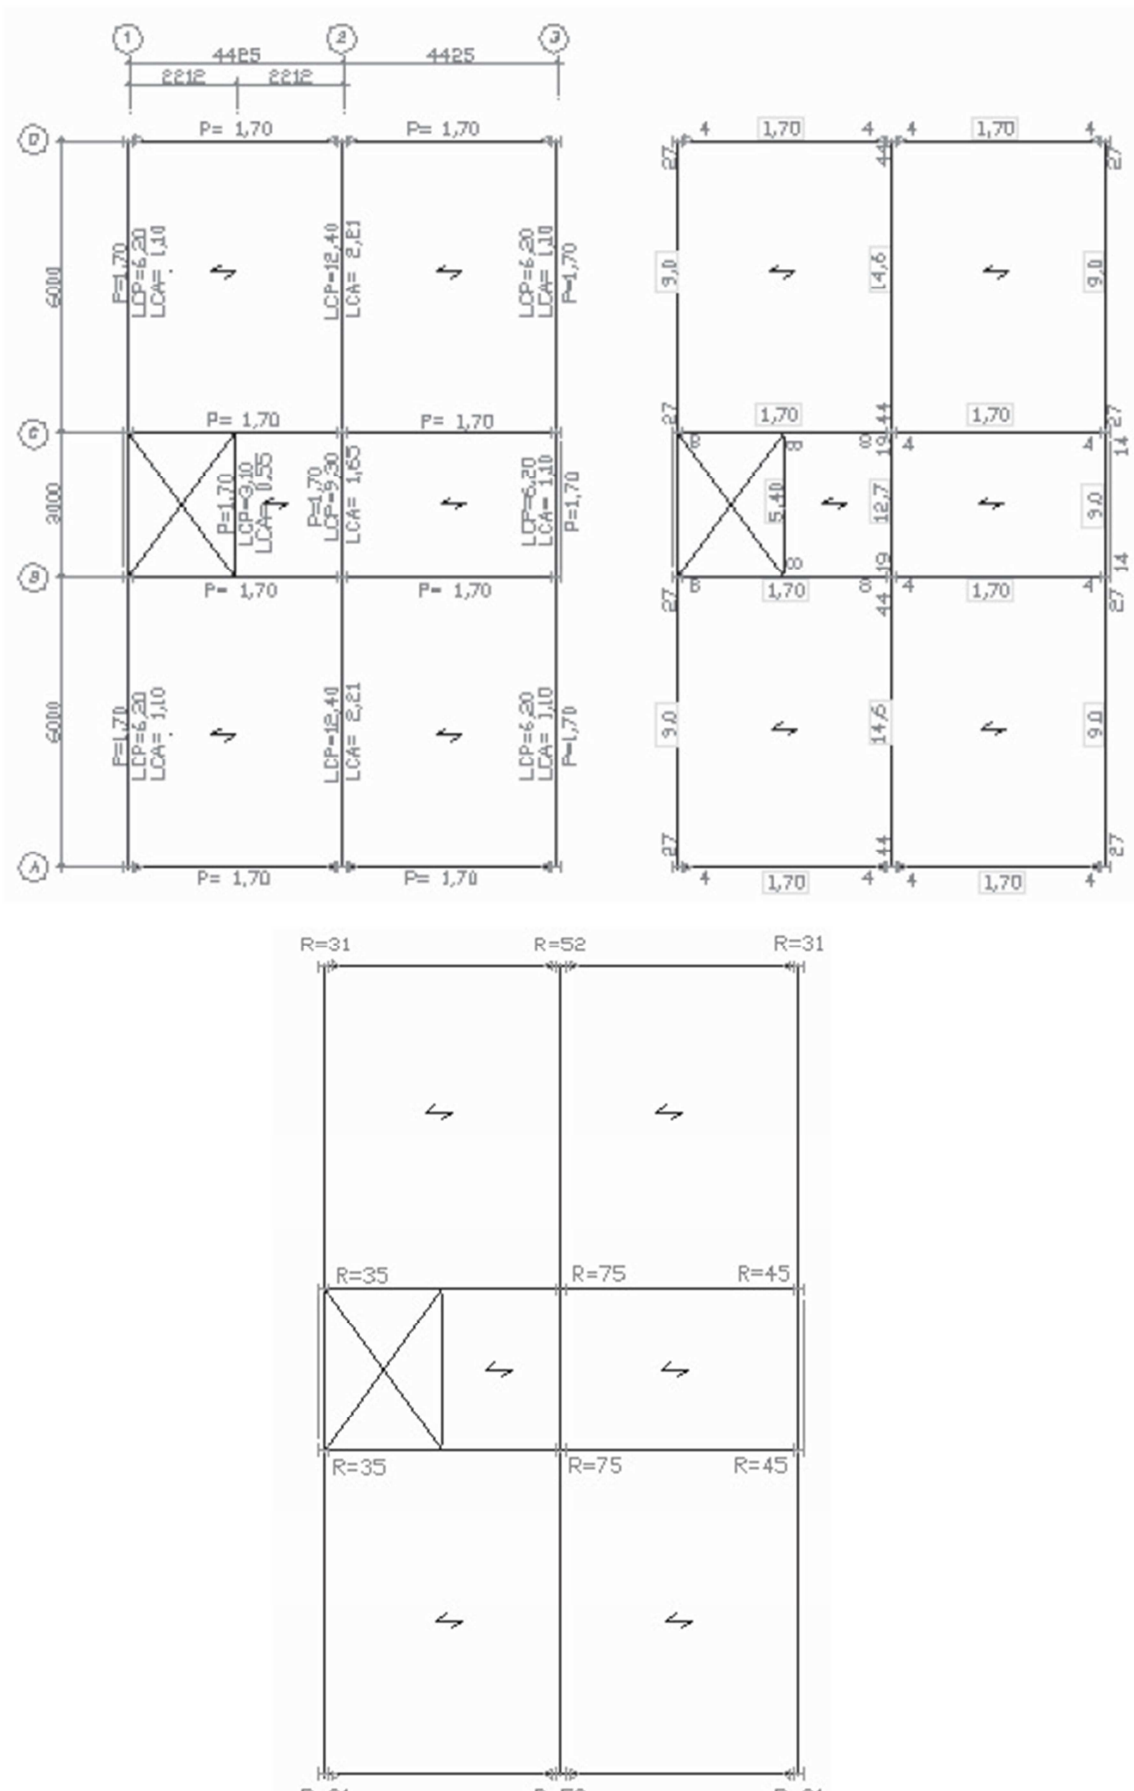 1 2 3
4425 4425
2212 2212
D
P= 1,70 P= 1,70
6000
P=1,70
LCP=6,20
LCA= 1,10
LCP=12,40
LCA= 2,21
LCP=6,20
LCA= 1,10
P=1,70
C
P= 1,70 P= 1,70
3000
P=1,70
LCP=3,10
LCA= 0,55
P=1,70
LCP=9,30
LCA= 1,65
LCP=6,20
LCA= 1,10
P=1,70
B
P= 1,70 P= 1,70
6000
P=1,70
LCP=6,20
LCA= 1,10
LCP=12,40
LCA= 2,21
LCP=6,20
LCA= 1,10
P=1,70
A
P= 1,70 P= 1,70
4 1,70 4 4 1,70 4
27 44 27
9,0 14,6 9,0
27 44 27
1,70 1,70
8 8 8 19 4 4 14
5,40 12,7 9,0
8 19 14
8 1,70 8 4 1,70 4
27 44 27
9,0 14,6 9,0
27 44 27
4 1,70 4 4 1,70 4
R=31 R=52 R=31
R=35 R=75 R=45
R=35 R=75 R=45